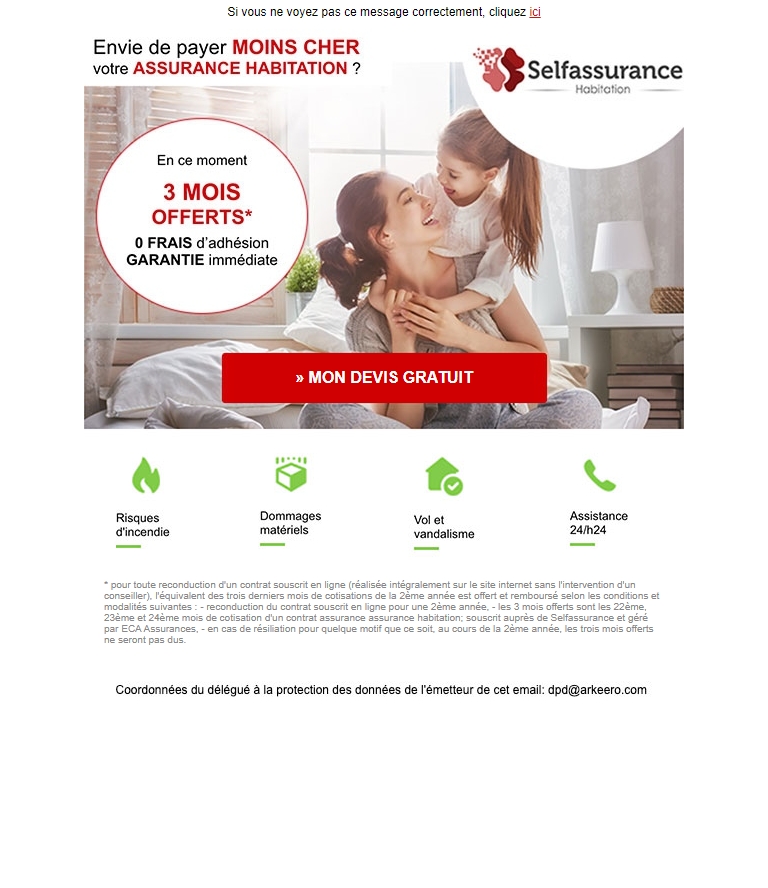 Si vous ne voyez pas ce message correctement, cliquez ici
Envie de payer MOINS CHER
votre ASSURANCE HABITATION ?
Selfassurance
Habitation
En ce moment
3 MOIS
OFFERTS*
0 FRAIS d'adhésion
GARANTIE immédiate
» MON DEVIS GRATUIT
Risques
d'incendie
Dommages
matériels
Vol et
vandalisme
Assistance
24/h24
* pour toute reconduction d'un contrat souscrit en ligne (réalisée intégralement sur le site internet sans l'intervention d'un
conseiller), l'équivalent des trois derniers mois de cotisations de la 2ème année est offert et remboursé selon les conditions et
modalités suivantes : - reconduction du contrat souscrit en ligne pour une 2ème année, - les 3 mois offerts sont les 22ème,
23ème et 24ème mois de cotisation d'un contrat assurance assurance habitation; souscrit auprès de Selfassurance et géré
par ECA Assurances, - en cas de résiliation pour quelque motif que ce soit, au cours de la 2ème année, les trois mois offerts
ne seront pas dus.
Coordonnées du délégué à la protection des données de l'émetteur de cet email: dpd@arkeero.com